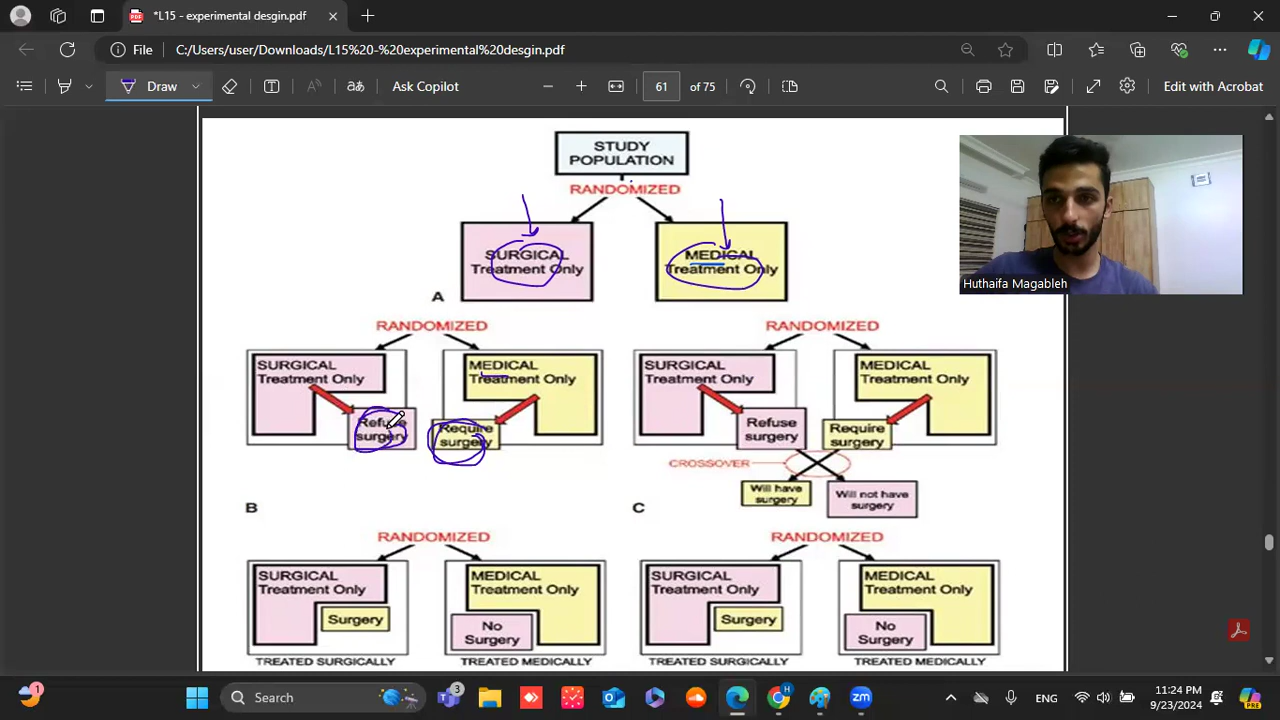 *L15 - experimental desgin.pdf
File
C:/Users/user/Downloads/L15%20-%20experimental%20desgin.pdf
Draw
Ask Copilot
61 of 75
Edit with Acrobat
STUDY
POPULATION
RANDOMIZED
SURGICAL
Treatment Only
MEDICAL
Treatment Only
A
Huthaifa Magableh
RANDOMIZED
SURGICAL
Treatment Only
MEDICAL
Treatment Only
Refuse
surgery
Require
surgery
B
RANDOMIZED
SURGICAL
Treatment Only
MEDICAL
Treatment Only
Refuse
surgery
Require
surgery
CROSSOVER
Will have
surgery
Will not have
surgery
C
RANDOMIZED
SURGICAL
Treatment Only
Surgery
MEDICAL
Treatment Only
No
Surgery
TREATED SURGICALLY
TREATED MEDICALLY
RANDOMIZED
SURGICAL
Treatment Only
Surgery
MEDICAL
Treatment Only
No
Surgery
TREATED SURGICALLY
TREATED MEDICALLY
1
Search
3
H
zm
ENG
11:24 PM
9/23/2024
PRE